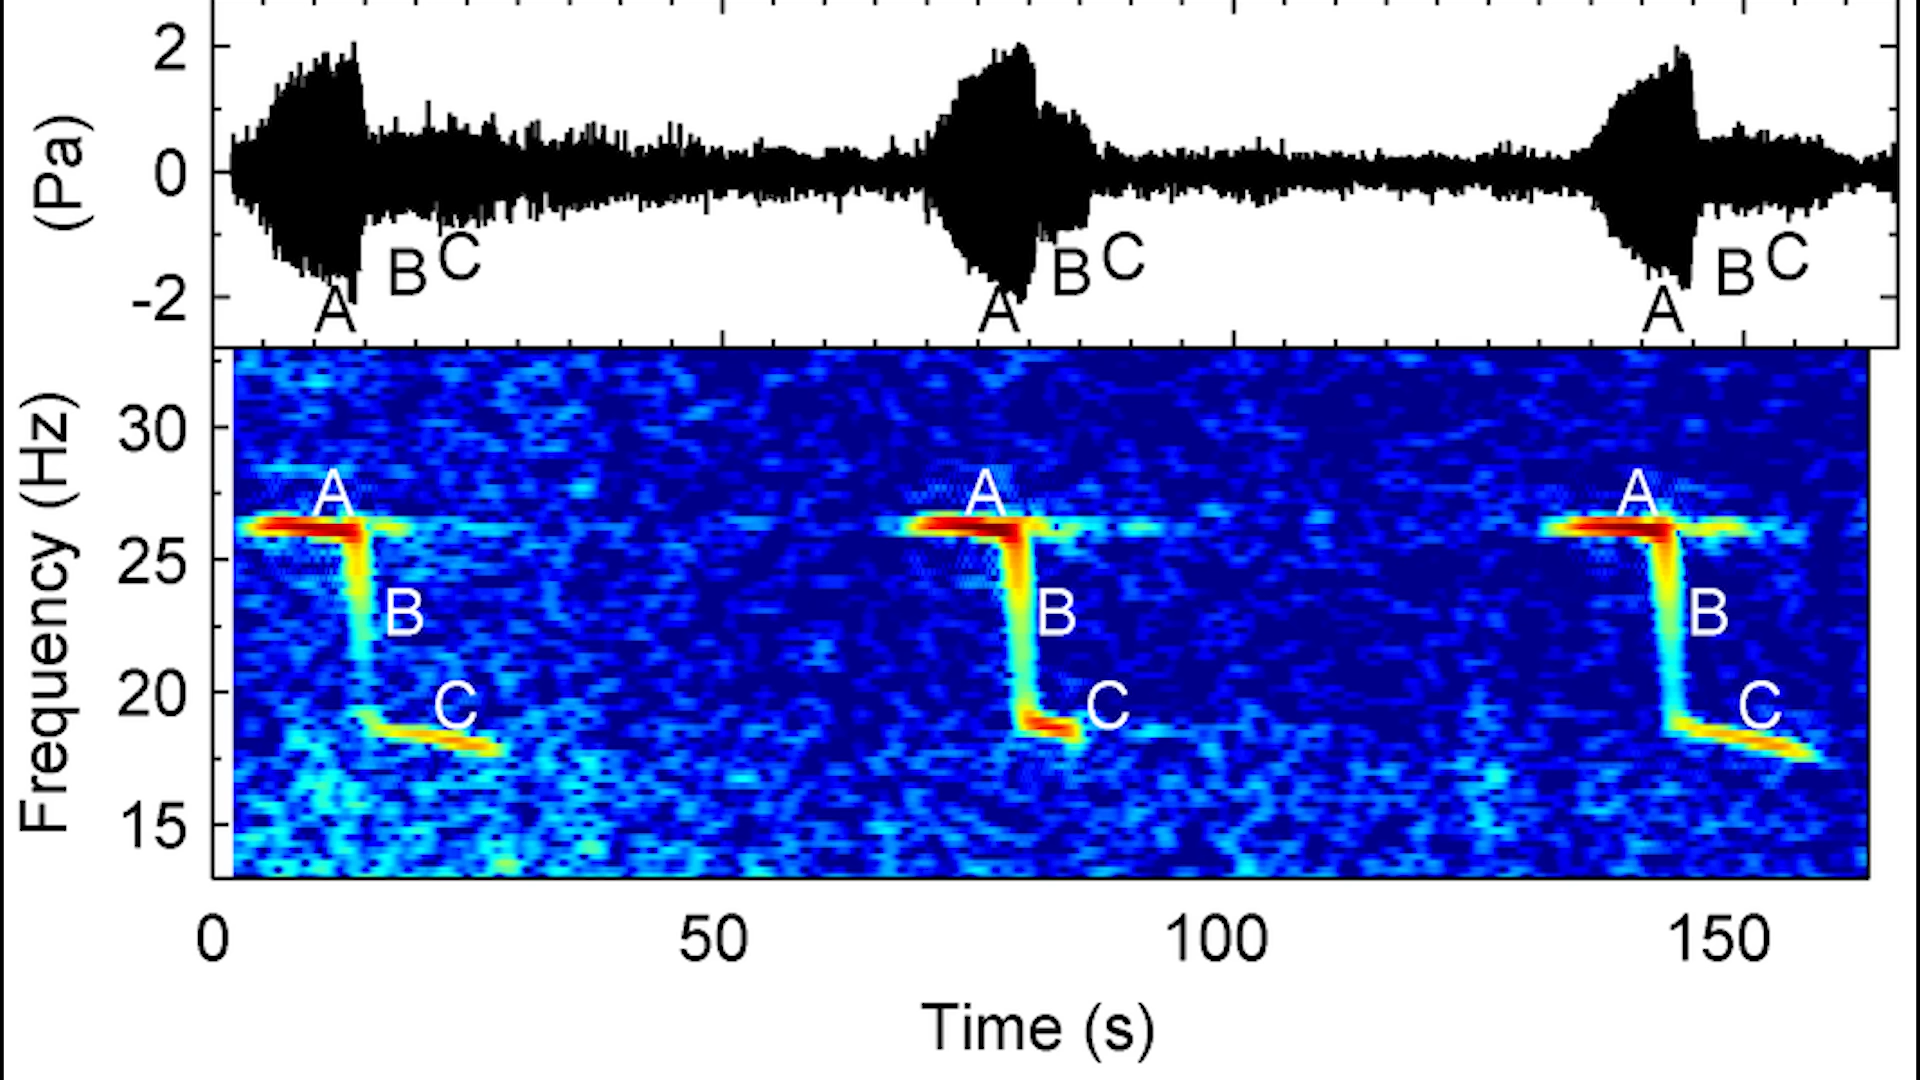 2
0
-2
(Pa)
B C B C B C
A A A
30
25
20
15
Frequency (Hz)
A A A
B B B
C C C
0 50 100 150
Time (s)